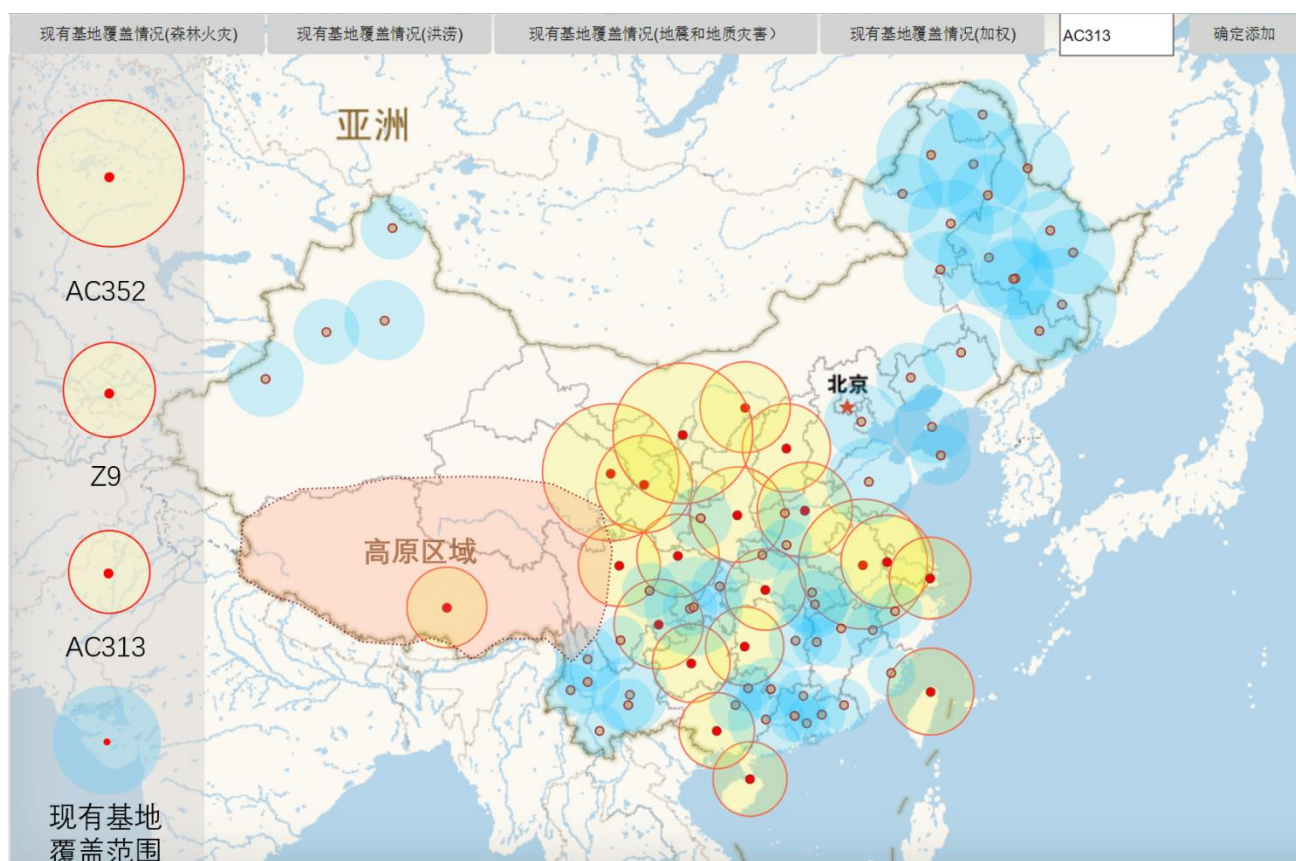 现有基地覆盖情况(森林火灾)
现有基地覆盖情况(洪涝)
现有基地覆盖情况(地震和地质灾害）
现有基地覆盖情况(加权)
AC313
确定添加
亚洲
AC352
北京
Z9
高原区域
AC313
现有基地
覆盖范围